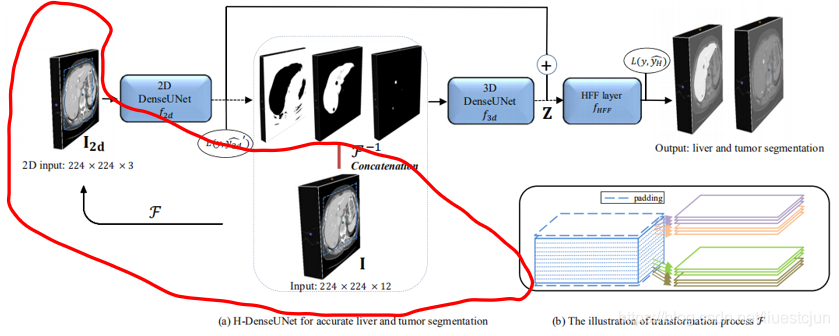 2D
DenseUNet
f2d
I2d
2D input: 224 × 224 × 3
ℱ
ℱ−1
Concatenation
I
Input: 224 × 224 × 12
3D
DenseUNet
f3d
+
Z
HFF layer
fHFF
L(y, ŷH)
Output: liver and tumor segmentation
padding
(a) H-DenseUNet for accurate liver and tumor segmentation
(b) The illustration of transformation process ℱ